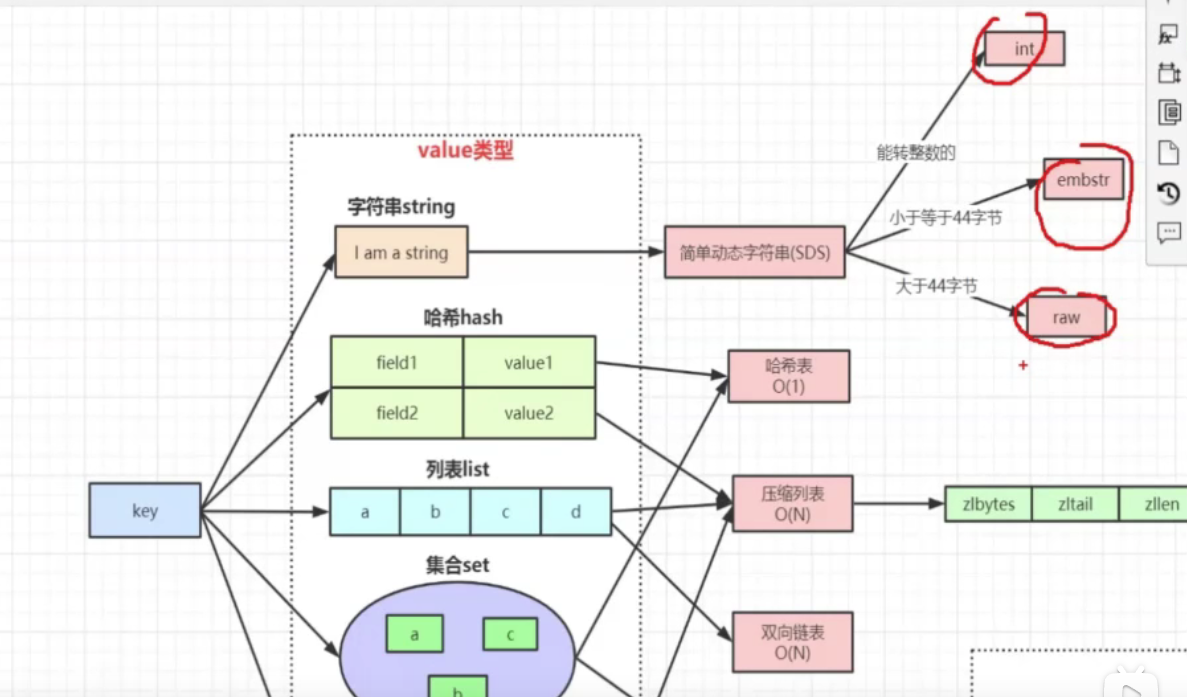 int
能转整数的
value类型
embstr
字符串string
小于等于44字节
I am a string
简单动态字符串(SDS)
大于44字节
哈希hash
raw
field1
value1
哈希表
O(1)
field2
value2
列表list
key
a
b
c
d
压缩列表
O(N)
zlbytes
zltail
zllen
集合set
a
c
双向链表
O(N)
b